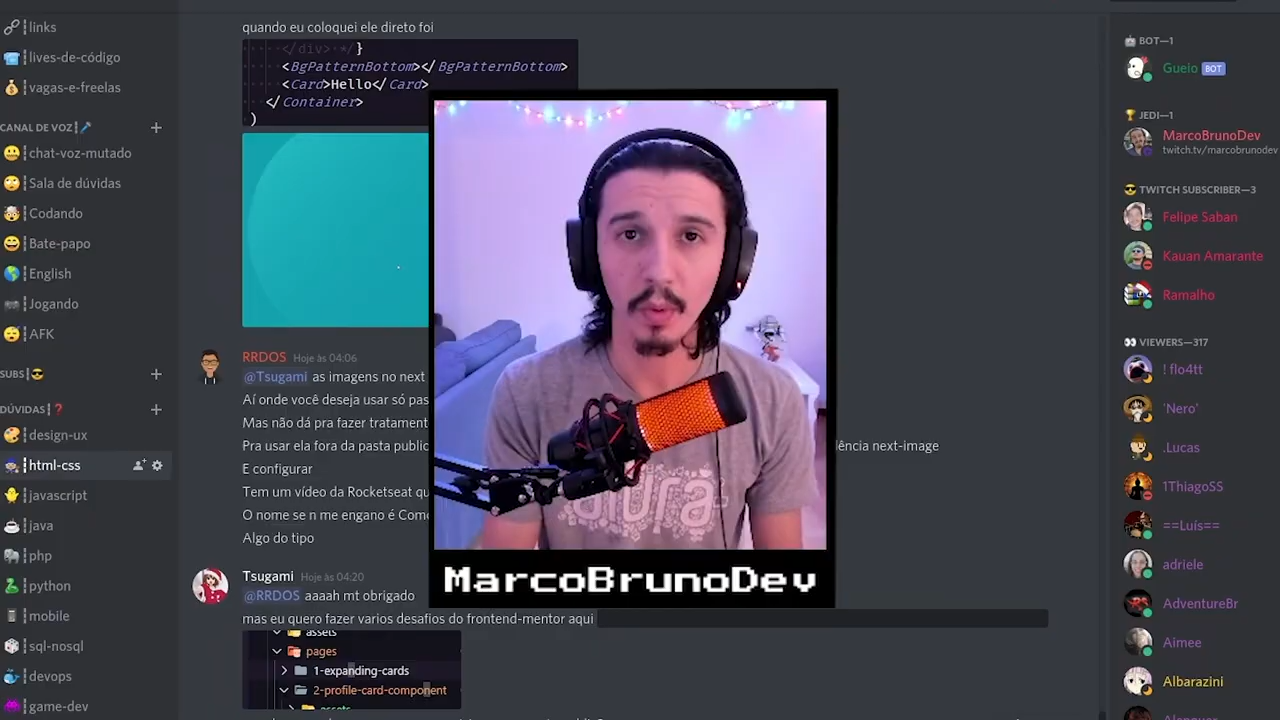 links
lives-de-código
vagas-e-freelas
CANAL DE VOZ
chat-voz-mutado
Sala de dúvidas
Codando
Bate-papo
English
Jogando
AFK
SUBS
DÚVIDAS
design-ux
html-css
javascript
java
php
python
mobile
sql-nosql
devops
game-dev
quando eu coloquei ele direto foi
</div> */}
<BgPatternBottom></BgPatternBottom>
<Card>Hello</Card>
</Container>
)
RRDOS Hoje às 04:06
@Tsugami as imagens no next
Aí onde você deseja usar só pas
Mas não dá pra fazer tratament
Pra usar ela fora da pasta public
ência next-image
E configurar
Tem um vídeo da Rocketseat qu
O nome se n me engano é Com
Algo do tipo
Tsugami Hoje às 04:20
@RRDOS aaaah mt obrigado
mas eu quero fazer varios desafios do frontend-mentor aqui
assets
pages
1-expanding-cards
2-profile-card-component
assets
alura
MarcoBrunoDev
BOT—1
Gueio BOT
JEDI—1
MarcoBrunoDev
twitch.tv/marcobrunodev
TWITCH SUBSCRIBER—3
Felipe Saban
Kauan Amarante
Ramalho
VIEWERS—317
! flo4tt
'Nero'
.Lucas
1ThiagoSS
==Luís==
adriele
AdventureBr
Aimee
Albarazini